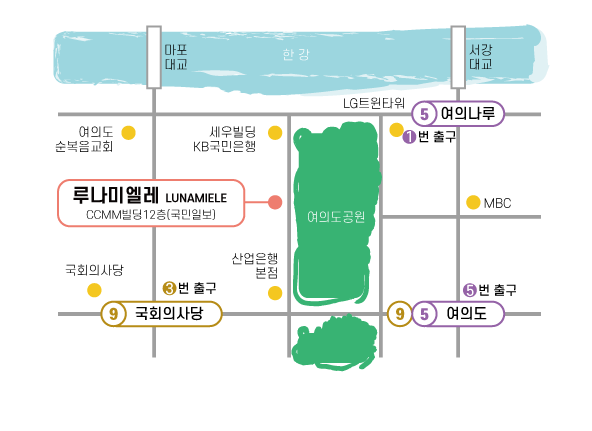 마포
대교
한강
서강
대교
LG트윈타워
5 여의나루
1번 출구
여의도
순복음교회
세우빌딩
KB국민은행
루나미엘레 LUNAMIELE
CCMM빌딩12층(국민일보)
MBC
여의도공원
국회의사당
3번 출구
산업은행
본점
5번 출구
9 국회의사당
9 5 여의도